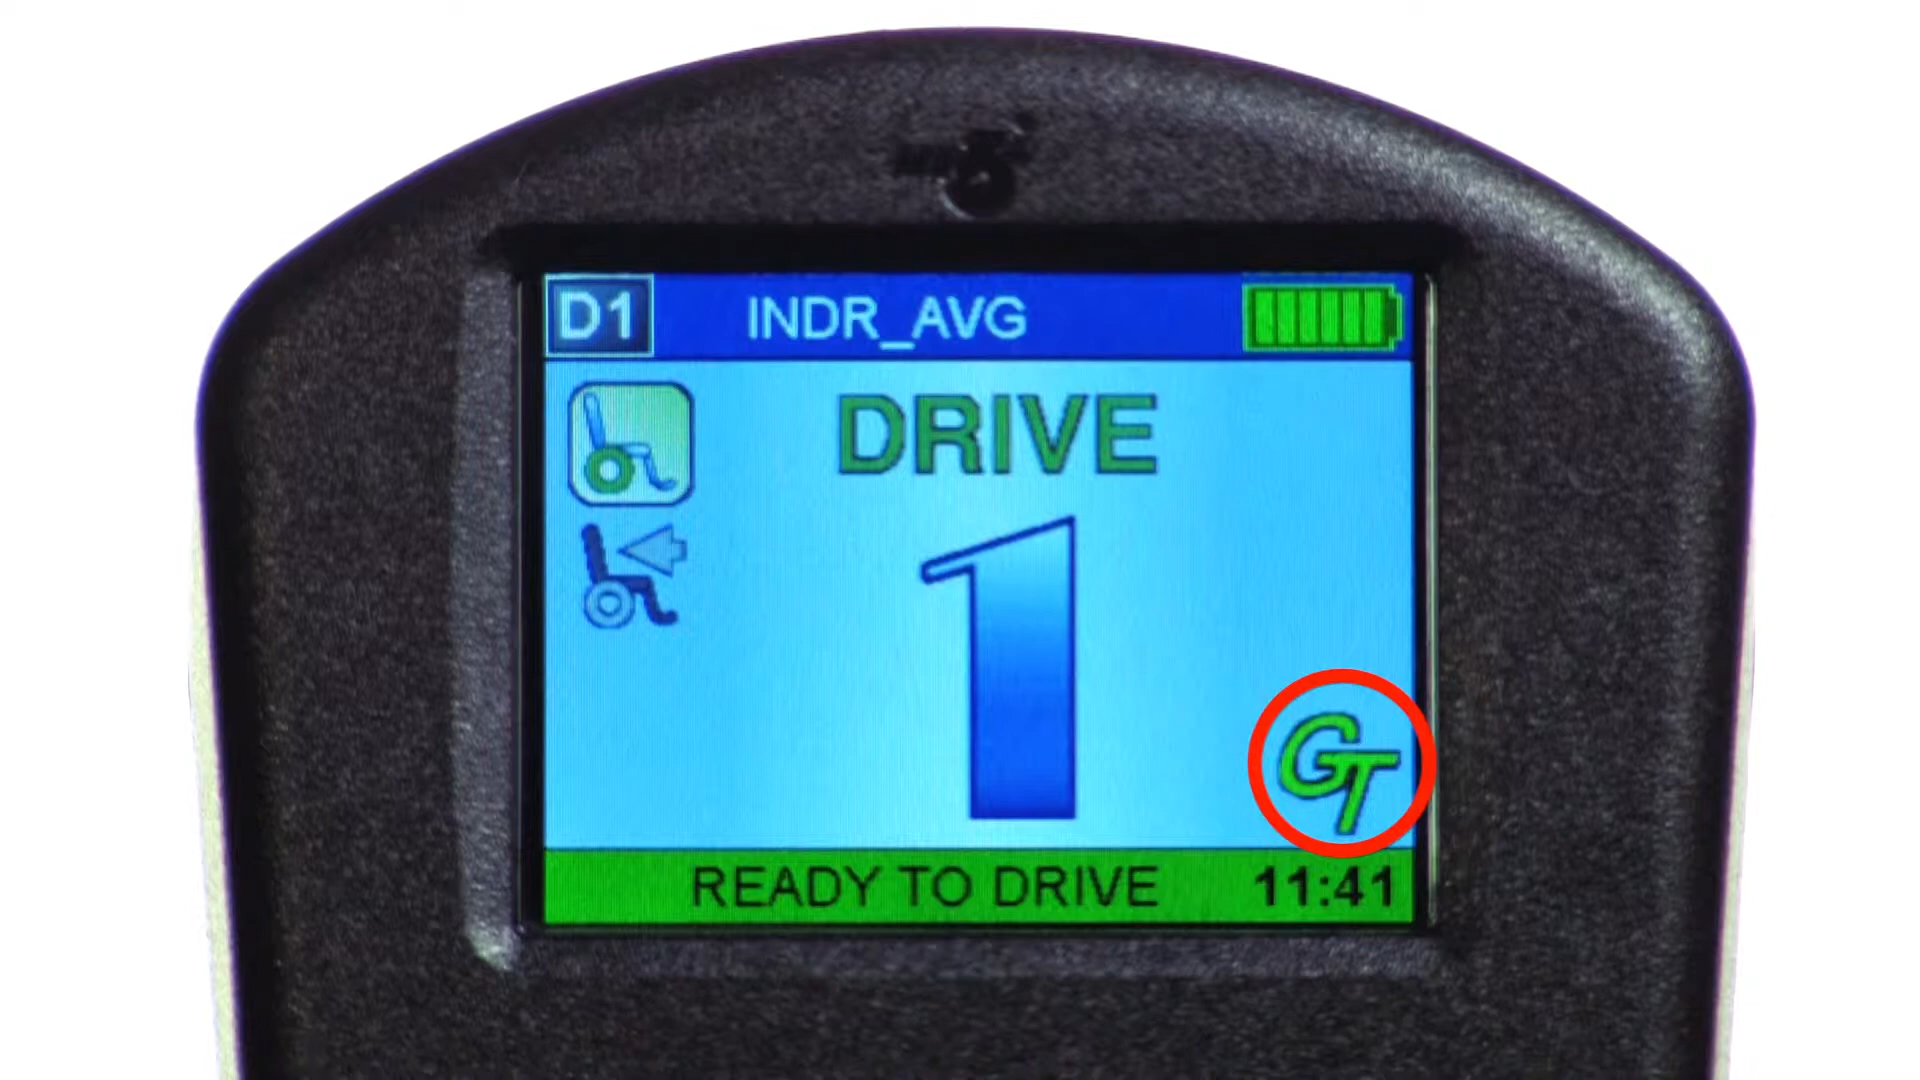 D1 INDR_AVG
DRIVE
1
GT
READY TO DRIVE 11:41